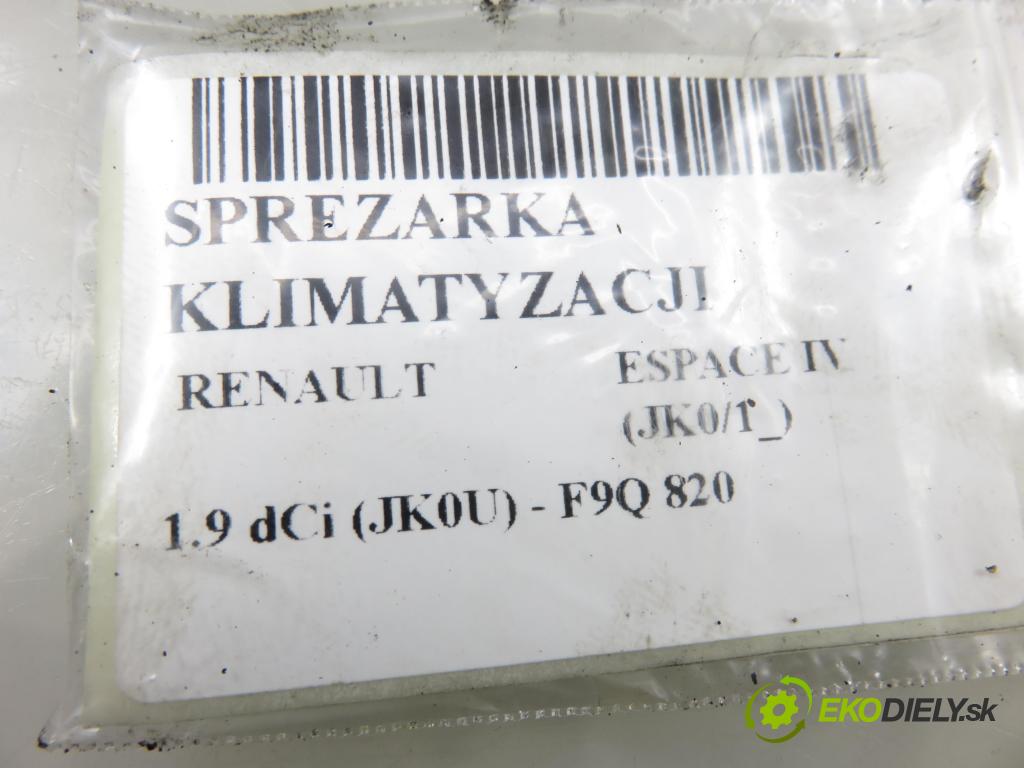 SPREZARKA
KLIMATYZACJI
RENAULT ESPACE IV
(JK0/1_)
1.9 dCi (JK0U) - F9Q 820
EKODIELY.sk